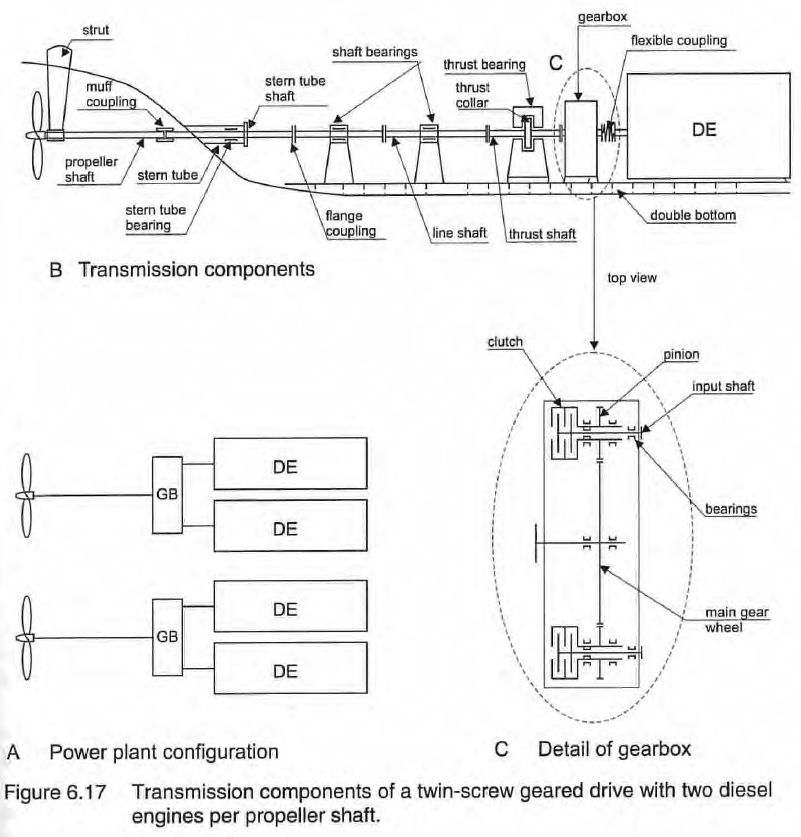 strut
gearbox
flexible coupling
shaft bearings
thrust bearing
C
muff
coupling
stern tube
shaft
thrust
collar
DE
propeller
shaft
stern tube
stern tube
bearing
flange
coupling
line shaft
thrust shaft
double bottom
B Transmission components
top view
clutch
pinion
input shaft
bearings
main gear
wheel
DE
GB
DE
DE
GB
DE
A Power plant configuration
C Detail of gearbox
Figure 6.17 Transmission components of a twin-screw geared drive with two diesel
engines per propeller shaft.